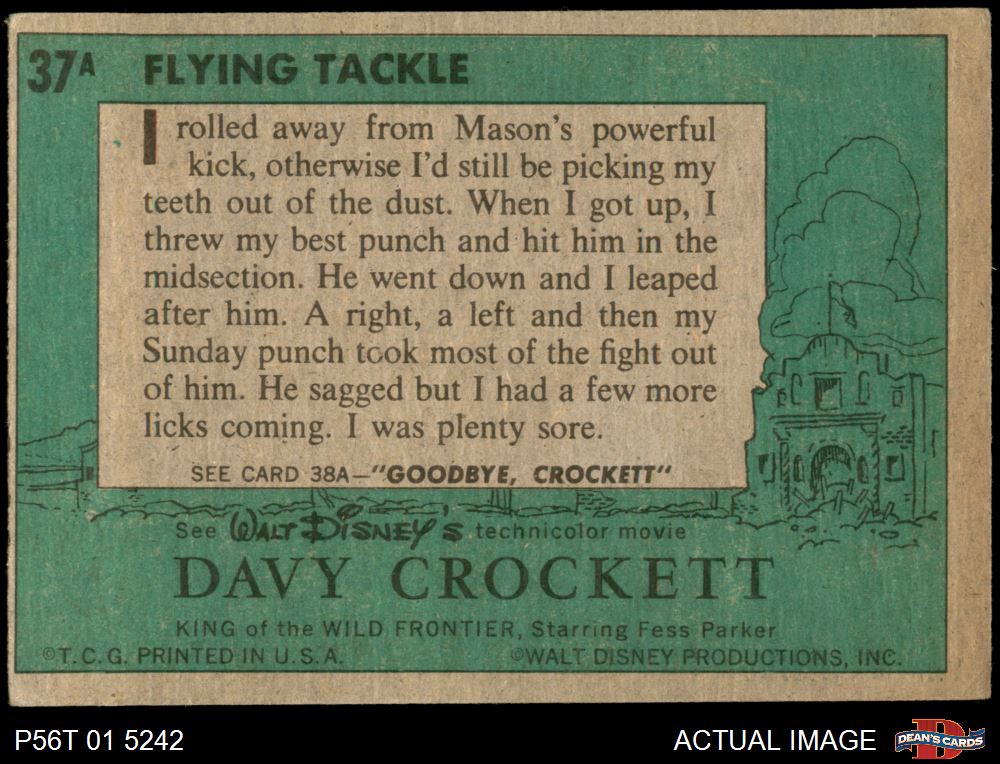 37A FLYING TACKLE
I rolled away from Mason's powerful
kick, otherwise I'd still be picking my
teeth out of the dust. When I got up, I
threw my best punch and hit him in the
midsection. He went down and I leaped
after him. A right, a left and then my
Sunday punch took most of the fight out
of him. He sagged but I had a few more
licks coming. I was plenty sore.
SEE CARD 38A—"GOODBYE, CROCKETT"
See WALT DISNEY'S technicolor movie
DAVY CROCKETT
KING of the WILD FRONTIER, Starring Fess Parker
©T. C. G. PRINTED IN U. S. A. ©WALT DISNEY PRODUCTIONS, INC.
P56T 01 5242 ACTUAL IMAGE D DEAN'S CARDS